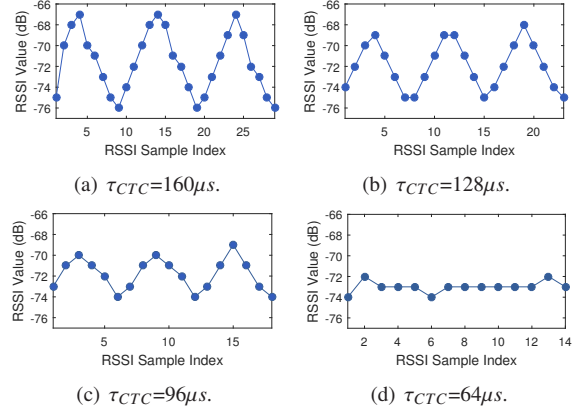 -66 -66
-68 -68
-70 -70
-72 -72
-74 -74
-76 -76
RSSI Value (dB) RSSI Value (dB)
5 10 15 20 25 5 10 15 20
RSSI Sample Index RSSI Sample Index
(a) τCTC=160μs. (b) τCTC=128μs.
-66 -66
-68 -68
-70 -70
-72 -72
-74 -74
-76 -76
RSSI Value (dB) RSSI Value (dB)
5 10 15 2 4 6 8 10 12 14
RSSI Sample Index RSSI Sample Index
(c) τCTC=96μs. (d) τCTC=64μs.